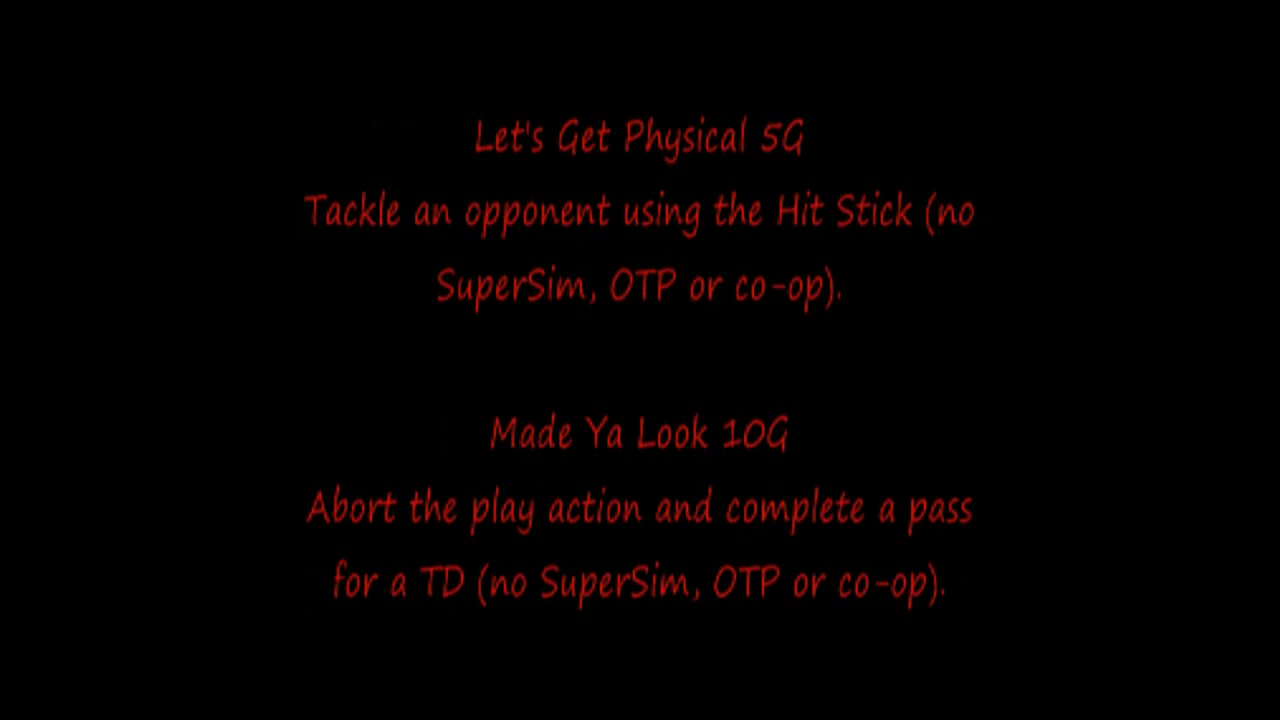 Let's Get Physical 5G
Tackle an opponent using the Hit Stick (no
SuperSim, OTP or co-op).
Made Ya Look 10G
Abort the play action and complete a pass
for a TD (no SuperSim, OTP or co-op).